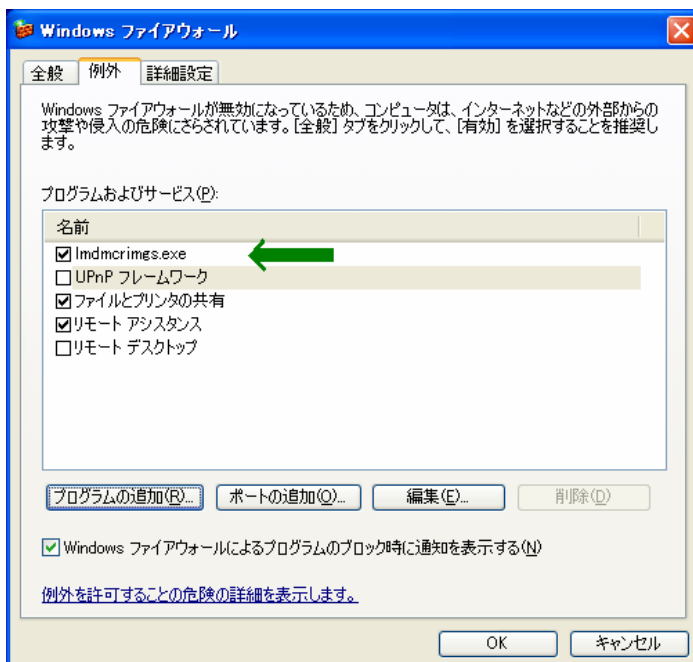 Windows ファイアウォール
全般 例外 詳細設定
Windows ファイアウォールが無効になっているため、コンピュータは、インターネットなどの外部からの
攻撃や侵入の危険にさらされています。[全般] タブをクリックして、[有効] を選択することを推奨し
ます。
プログラムおよびサービス(P):
名前
lmdmcrimgs.exe
UPnP フレームワーク
ファイルとプリンタの共有
リモート アシスタンス
リモート デスクトップ
プログラムの追加(R)... ポートの追加(O)... 編集(E)... 削除(D)
Windows ファイアウォールによるプログラムのブロック時に通知を表示する(N)
例外を許可することの危険の詳細を表示します。
OK キャンセル